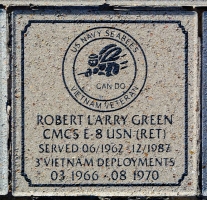 US NAVY SEABEES
CAN DO
VIETNAM VETERAN
ROBERT LARRY GREEN
CMCS E-8 USN (RET)
SERVED 06/1962 -12/1987
3 VIETNAM DEPLOYMENTS
03 1966 - 08 1970